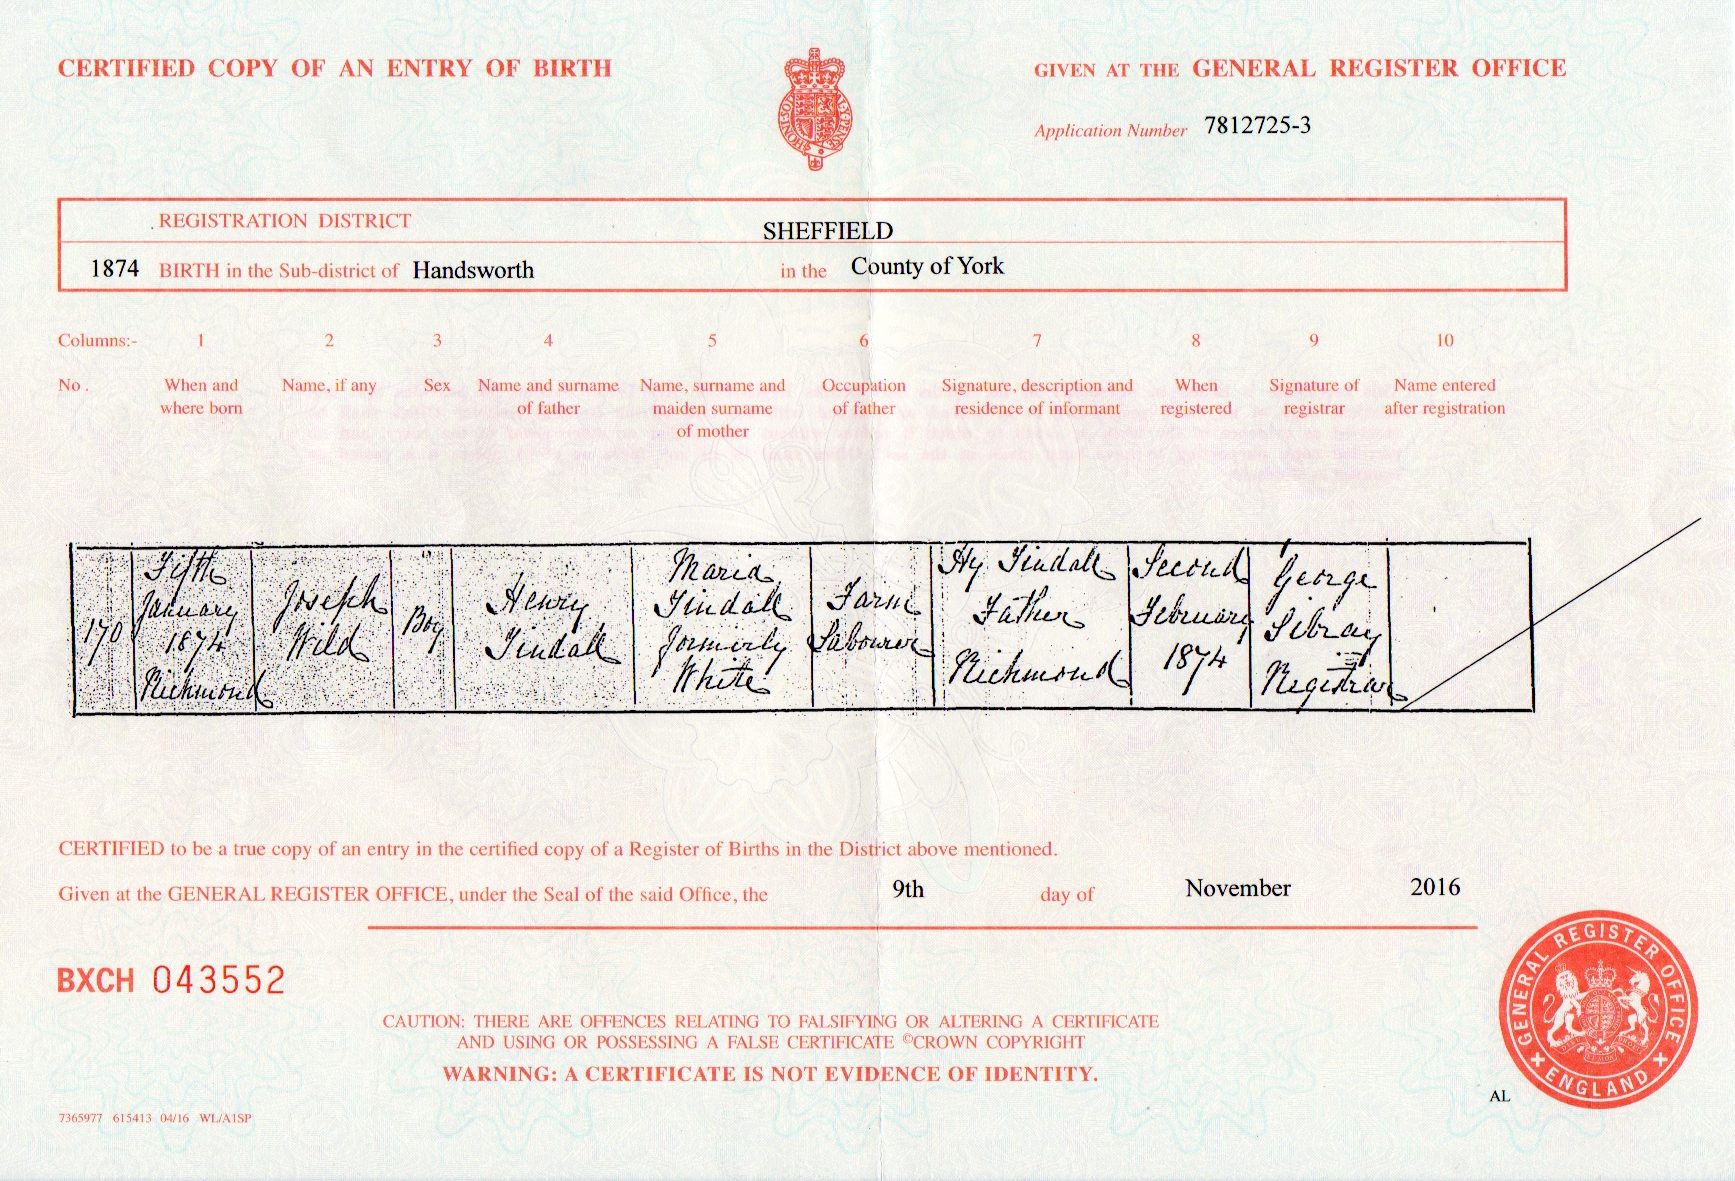 CERTIFIED COPY OF AN ENTRY OF BIRTH
GIVEN AT THE GENERAL REGISTER OFFICE
HONI SOIT QUI MAL Y PENSE
Application Number 7812725-3
REGISTRATION DISTRICT SHEFFIELD
1874 BIRTH in the Sub-district of Handsworth in the County of York
Columns:- 1 2 3 4 5 6 7 8 9 10
No. When and Name, if any Sex Name and surname Name, surname and Occupation Signature, description and When Signature of Name entered
where born of father maiden surname of father residence of informant registered registrar after registration
of mother
170
Fifth
January
1874
Richmond
Joseph
Wild
Boy
Henry
Tindall
Maria
Tindall
formerly
White
Farm
Labourer
Hy Tindall
Father
Richmond
Second
February
1874
George
Sibray
Registrar
CERTIFIED to be a true copy of an entry in the certified copy of a Register of Births in the District above mentioned.
Given at the GENERAL REGISTER OFFICE, under the Seal of the said Office, the 9th day of November 2016
BXCH 043552
CAUTION: THERE ARE OFFENCES RELATING TO FALSIFYING OR ALTERING A CERTIFICATE
AND USING OR POSSESSING A FALSE CERTIFICATE ©CROWN COPYRIGHT
WARNING: A CERTIFICATE IS NOT EVIDENCE OF IDENTITY.
GENERAL REGISTER OFFICE
ENGLAND
AL
7365977 615413 04/16 WL/A1SP